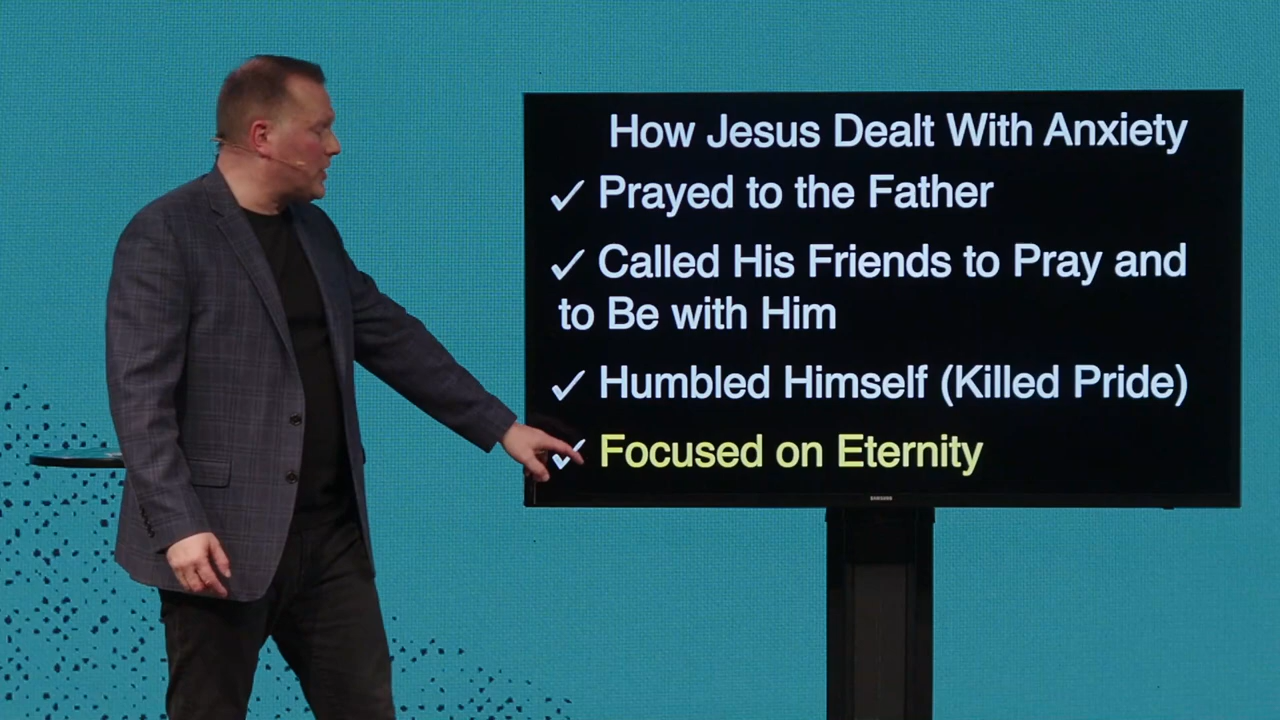 How Jesus Dealt With Anxiety
✓ Prayed to the Father
✓ Called His Friends to Pray and
to Be with Him
✓ Humbled Himself (Killed Pride)
✓ Focused on Eternity
SAMSUNG